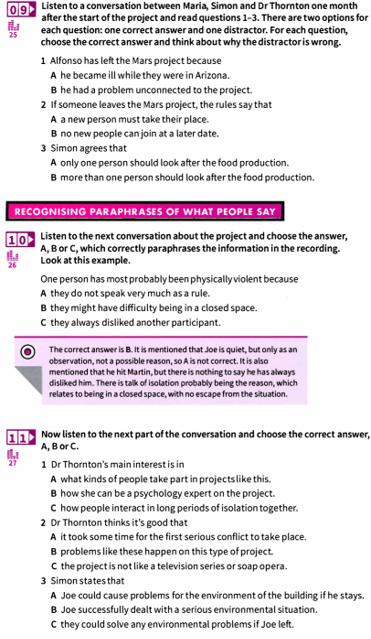 09 Listen to a conversation between Maria, Simon and Dr Thornton one month
25 after the start of the project and read questions 1–3. There are two options for
each question: one correct answer and one distractor. For each question,
choose the correct answer and think about why the distractor is wrong.
1 Alfonso has left the Mars project because
A he became ill while they were in Arizona.
B he had a problem unconnected to the project.
2 If someone leaves the Mars project, the rules say that
A a new person must take their place.
B no new people can join at a later date.
3 Simon agrees that
A only one person should look after the food production.
B more than one person should look after the food production.
RECOGNISING PARAPHRASES OF WHAT PEOPLE SAY
10 Listen to the next conversation about the project and choose the answer,
26 A, B or C, which correctly paraphrases the information in the recording.
Look at this example.
One person has most probably been physically violent because
A they do not speak very much as a rule.
B they might have difficulty being in a closed space.
C they always disliked another participant.
The correct answer is B. It is mentioned that Joe is quiet, but only as an
observation, not a possible reason, so A is not correct. It is also
mentioned that he hit Martin, but there is nothing to say he has always
disliked him. There is talk of isolation probably being the reason, which
relates to being in a closed space, with no escape from the situation.
11 Now listen to the next part of the conversation and choose the correct answer,
27 A, B or C.
1 Dr Thornton's main interest is in
A what kinds of people take part in projects like this.
B how she can be a psychology expert on the project.
C how people interact in long periods of isolation together.
2 Dr Thornton thinks it's good that
A it took some time for the first serious conflict to take place.
B problems like these happen on this type of project.
C the project is not like a television series or soap opera.
3 Simon states that
A Joe could cause problems for the environment of the building if he stays.
B Joe successfully dealt with a serious environmental situation.
C they could solve any environmental problems if Joe left.